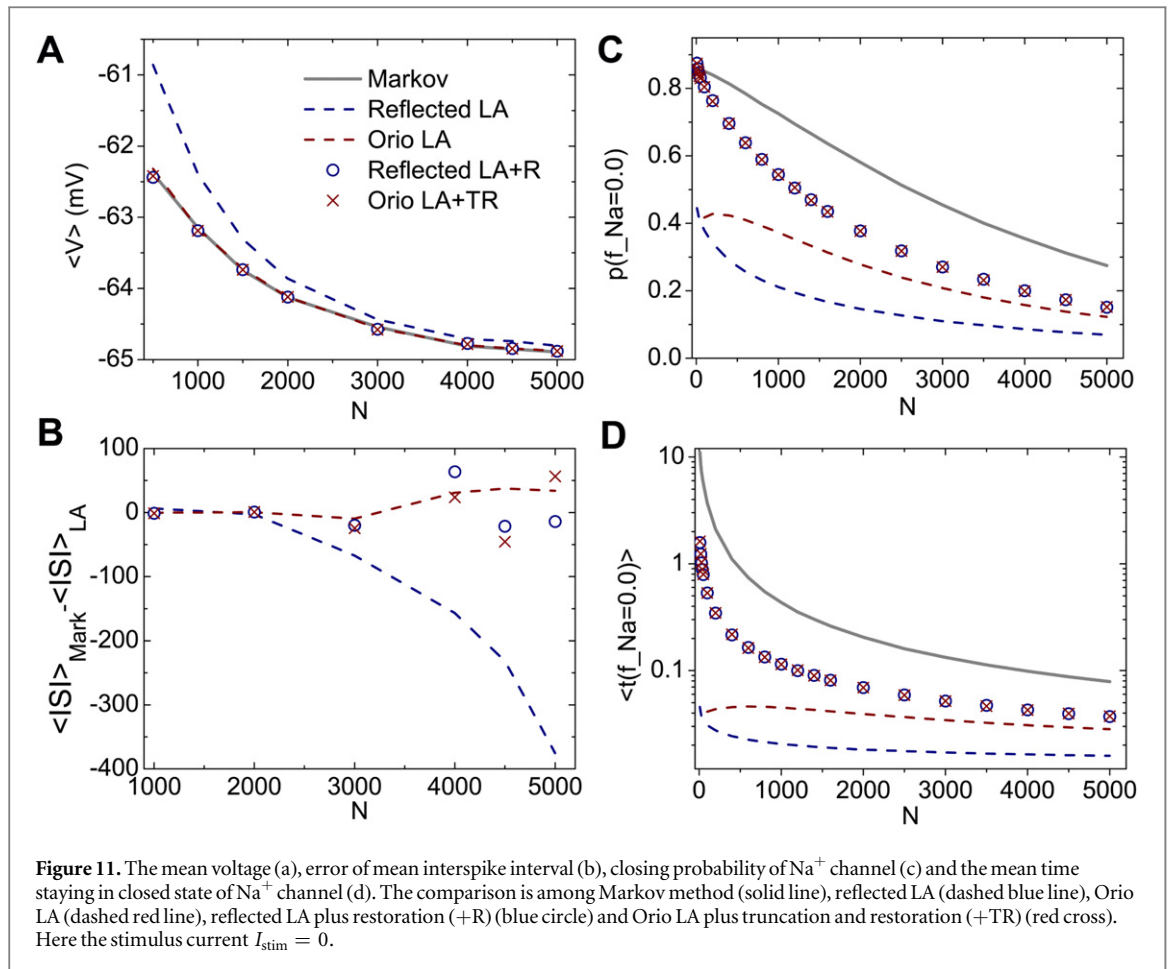 A
-61
-62
-63
-64
-65
<V> (mV)
1000 2000 3000 4000 5000
N
Markov
Reflected LA
Orio LA
Reflected LA+R
Orio LA+TR
C
0.8
0.6
0.4
0.2
0.0
p(f_Na=0.0)
0 1000 2000 3000 4000 5000
N
B
100
0
-100
-200
-300
-400
<ISI>Mark-<ISI>LA
1000 2000 3000 4000 5000
N
D
10
1
0.1
<t(f_Na=0.0)>
0 1000 2000 3000 4000 5000
N
Figure 11. The mean voltage (a), error of mean interspike interval (b), closing probability of Na⁺ channel (c) and the mean time
staying in closed state of Na⁺ channel (d). The comparison is among Markov method (solid line), reflected LA (dashed blue line), Orio
LA (dashed red line), reflected LA plus restoration (+R) (blue circle) and Orio LA plus truncation and restoration (+TR) (red cross).
Here the stimulus current Istim = 0.